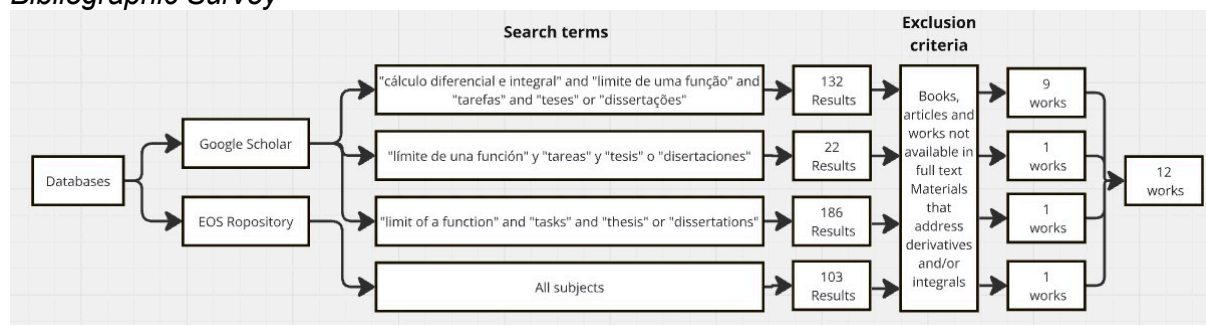 Bibliographic Survey
Search terms
Exclusion
criteria
Databases
Google Scholar
EOS Ropository
"cálculo diferencial e integral" and "limite de uma função" and
"tarefas" and "teses" or "dissertações"
132
Results
9
works
"límite de una función" y "tareas" y "tesis" o "disertaciones"
22
Results
1
works
"limit of a function" and "tasks" and "thesis" or "dissertations"
186
Results
1
works
All subjects
103
Results
1
works
Books,
articles and
works not
available in
full text
Materials
that
address
derivatives
and/or
integrals
12
works